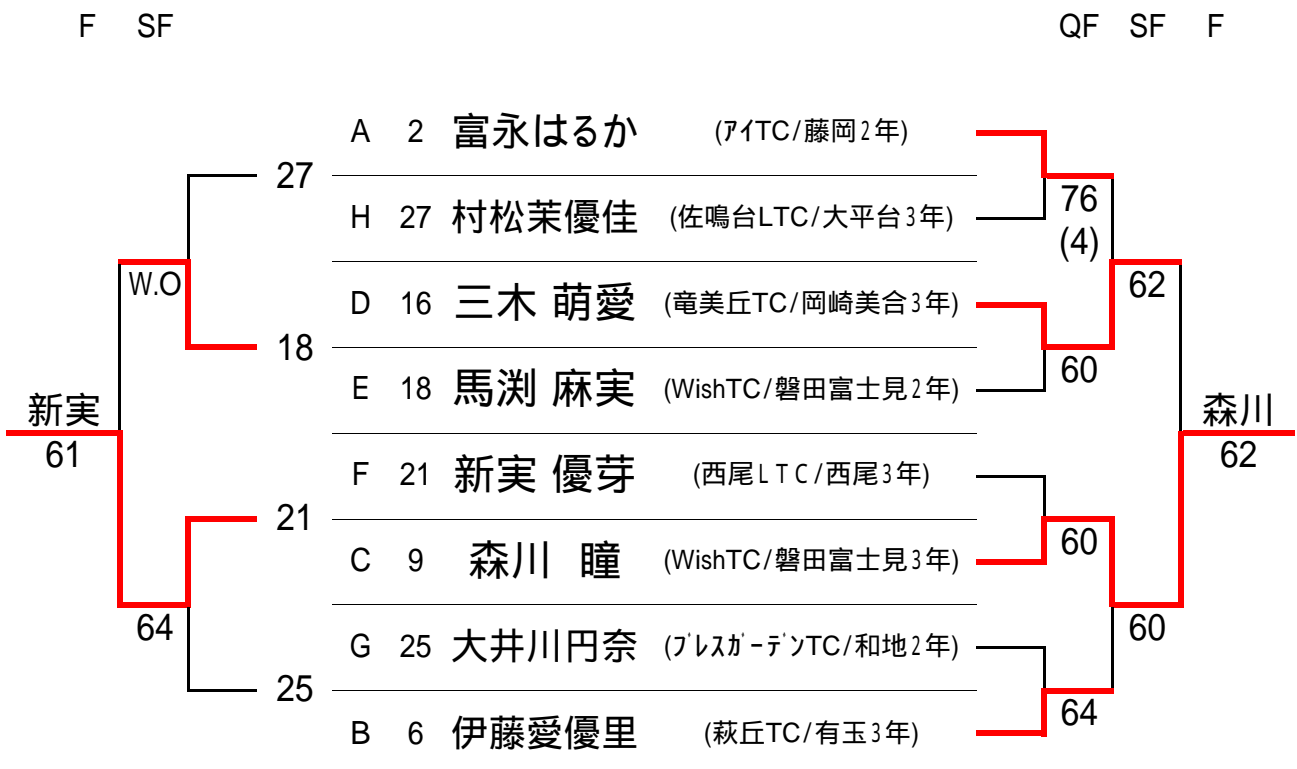 F SF QF SF F
A 2 富永はるか (ｱｲTC/藤岡2年)
27
76
H 27 村松茉優佳 (佐鳴台LTC/大平台3年)
(4)
W.O
62
D 16 三木 萌愛 (竜美丘TC/岡崎美合3年)
18
60
E 18 馬渕 麻実 (WishTC/磐田富士見2年)
新実
森川
61
62
F 21 新実 優芽 (西尾LTC/西尾3年)
21
60
C 9 森川 瞳 (WishTC/磐田富士見3年)
64
60
G 25 大井川円奈 (ﾌﾞﾚｽｶﾞｰﾃﾞﾝTC/和地2年)
25
64
B 6 伊藤愛優里 (萩丘TC/有玉3年)